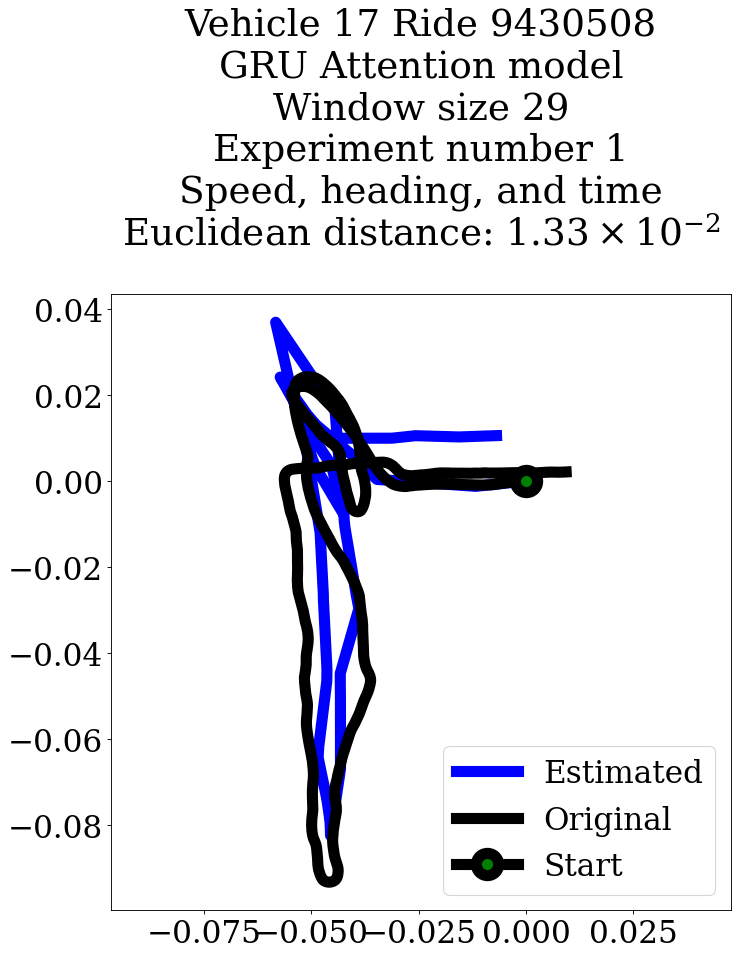 Vehicle 17 Ride 9430508
GRU Attention model
Window size 29
Experiment number 1
Speed, heading, and time
Euclidean distance: 1.33 × 10⁻²
0.04
0.02
0.00
−0.02
−0.04
−0.06
−0.08
Estimated
Original
Start
−0.075 −0.050 −0.025 0.000 0.025